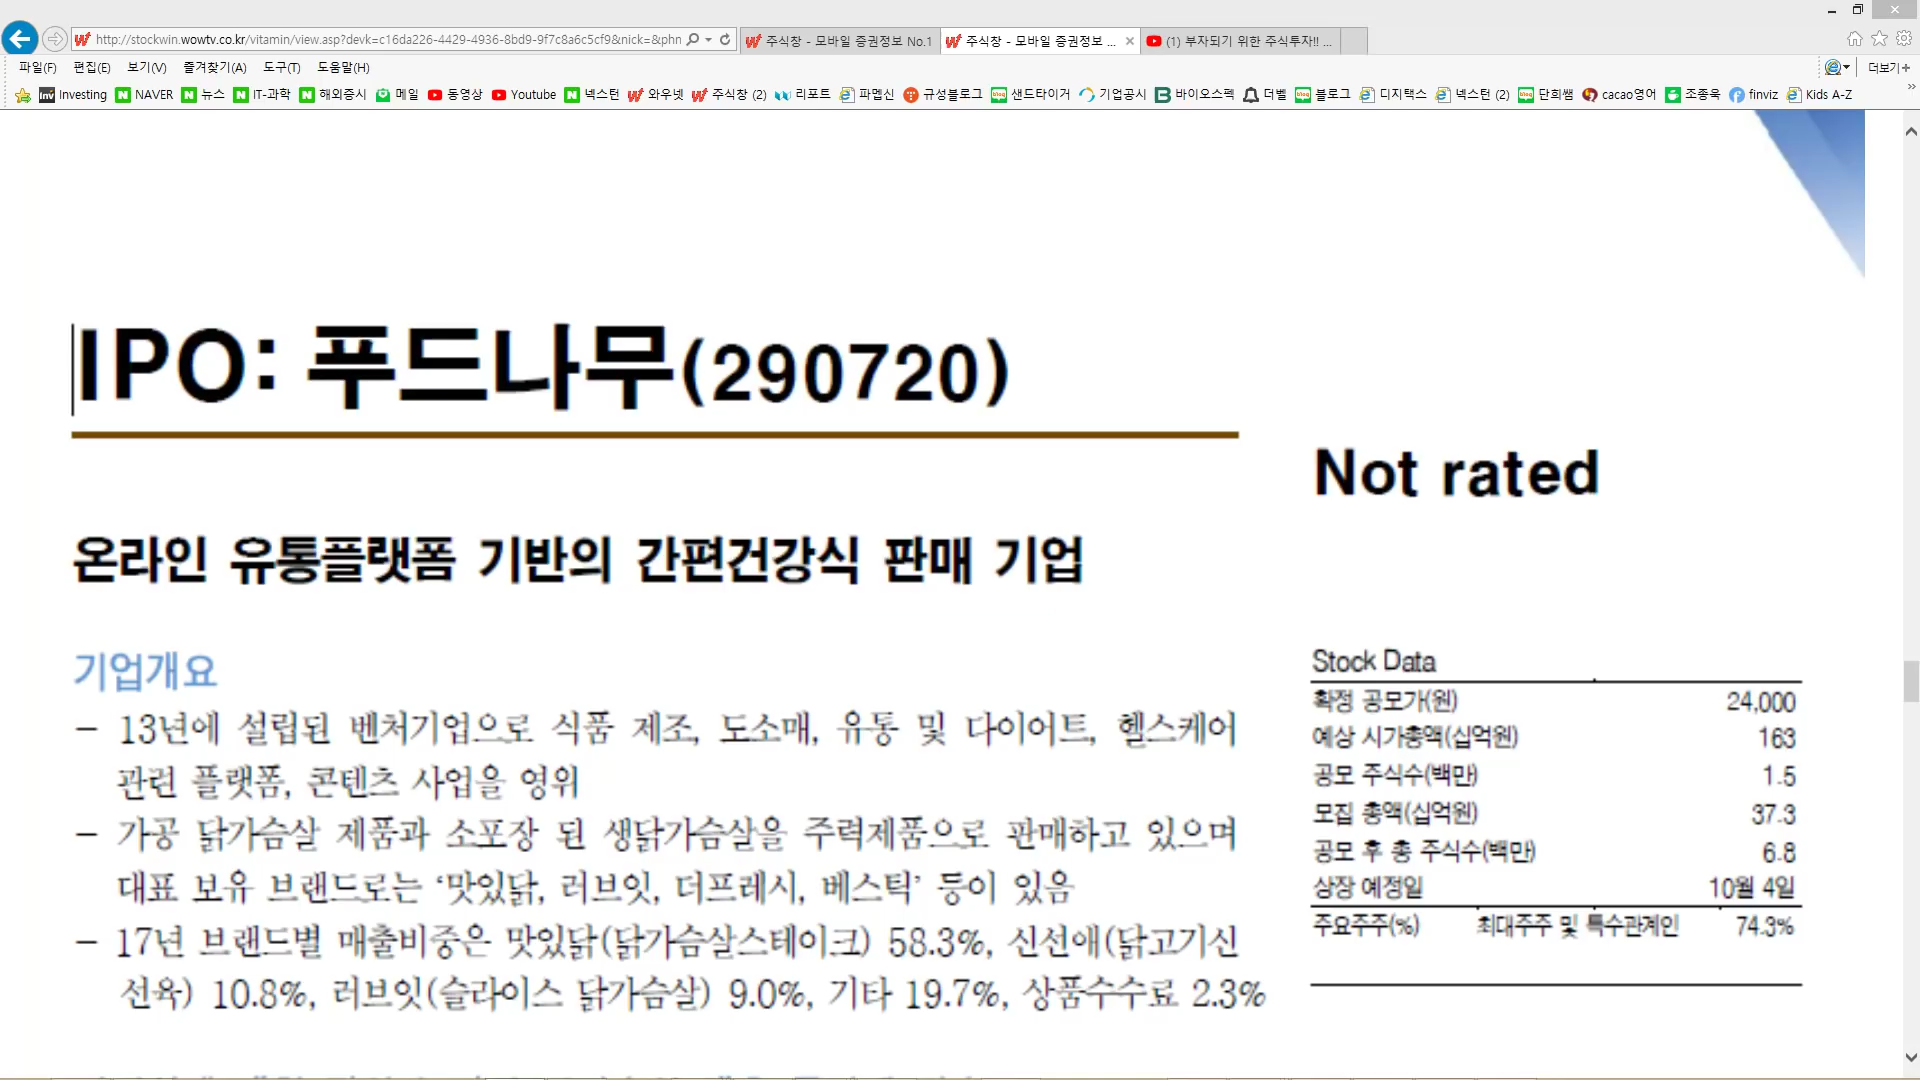 http://stockwin.wowtv.co.kr/vitamin/view.asp?devk=c16da226-4429-4936-8bd9-9f7c8a6c5cf9&nick=&phn
주식창 - 모바일 증권정보 No.1
주식창 - 모바일 증권정보 ...
(1) 부자되기 위한 주식투자!! ...
파일(F) 편집(E) 보기(V) 즐겨찾기(A) 도구(T) 도움말(H)
더보기
Investing NAVER 뉴스 IT-과학 해외증시 메일 동영상 Youtube 넥스턴 와우넷 주식창 (2) 리포트 파멥신 규성블로그 샌드타이거 기업공시 바이오스펙 더벨 블로그 디지택스 넥스턴 (2) 단희쌤 cacao영어 조종욱 finviz Kids A-Z
IPO: 푸드나무(290720)
Not rated
온라인 유통플랫폼 기반의 간편건강식 판매 기업
기업개요
– 13년에 설립된 벤처기업으로 식품 제조, 도소매, 유통 및 다이어트, 헬스케어
관련 플랫폼, 콘텐츠 사업을 영위
– 가공 닭가슴살 제품과 소포장 된 생닭가슴살을 주력제품으로 판매하고 있으며
대표 보유 브랜드로는 ‘맛있닭, 러브잇, 더프레시, 베스틱’ 등이 있음
– 17년 브랜드별 매출비중은 맛있닭(닭가슴살스테이크) 58.3%, 신선애(닭고기신
선육) 10.8%, 러브잇(슬라이스 닭가슴살) 9.0%, 기타 19.7%, 상품수수료 2.3%
Stock Data
확정 공모가(원) 24,000
예상 시가총액(십억원) 163
공모 주식수(백만) 1.5
모집 총액(십억원) 37.3
공모 후 총 주식수(백만) 6.8
상장 예정일 10월 4일
주요주주(%) 최대주주 및 특수관계인 74.3%